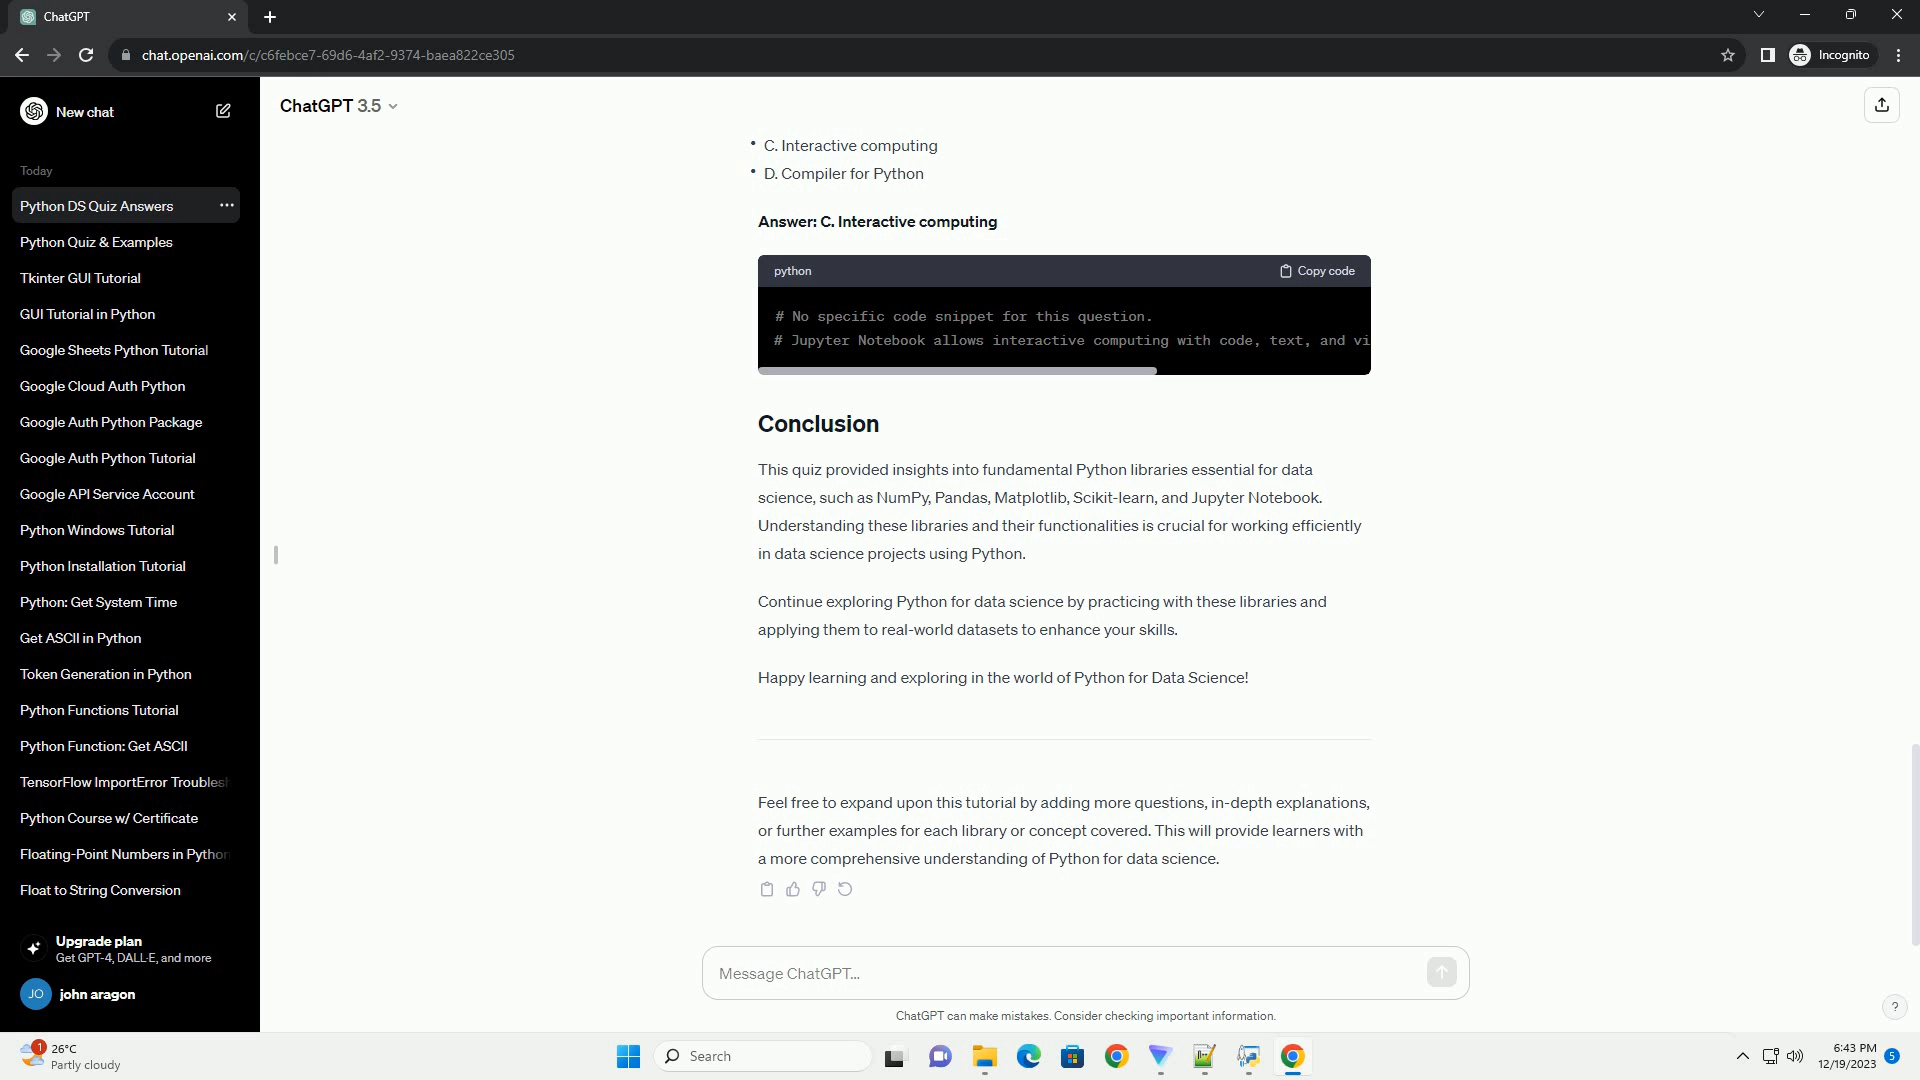 ChatGPT
chat.openai.com/c/c6febce7-69d6-4af2-9374-baea822ce305
Incognito
New chat
Today
Python DS Quiz Answers
Python Quiz & Examples
Tkinter GUI Tutorial
GUI Tutorial in Python
Google Sheets Python Tutorial
Google Cloud Auth Python
Google Auth Python Package
Google Auth Python Tutorial
Google API Service Account
Python Windows Tutorial
Python Installation Tutorial
Python: Get System Time
Get ASCII in Python
Token Generation in Python
Python Functions Tutorial
Python Function: Get ASCII
TensorFlow ImportError Troubles
Python Course w/ Certificate
Floating-Point Numbers in Python
Float to String Conversion
Upgrade plan
Get GPT-4, DALL·E, and more
JO john aragon
ChatGPT 3.5
• C. Interactive computing
• D. Compiler for Python
Answer: C. Interactive computing
python Copy code
# No specific code snippet for this question.
# Jupyter Notebook allows interactive computing with code, text, and vi
Conclusion
This quiz provided insights into fundamental Python libraries essential for data
science, such as NumPy, Pandas, Matplotlib, Scikit-learn, and Jupyter Notebook.
Understanding these libraries and their functionalities is crucial for working efficiently
in data science projects using Python.
Continue exploring Python for data science by practicing with these libraries and
applying them to real-world datasets to enhance your skills.
Happy learning and exploring in the world of Python for Data Science!
Feel free to expand upon this tutorial by adding more questions, in-depth explanations,
or further examples for each library or concept covered. This will provide learners with
a more comprehensive understanding of Python for data science.
Message ChatGPT...
ChatGPT can make mistakes. Consider checking important information.
?
1
26°C
Partly cloudy
Search
6:43 PM
12/19/2023
5